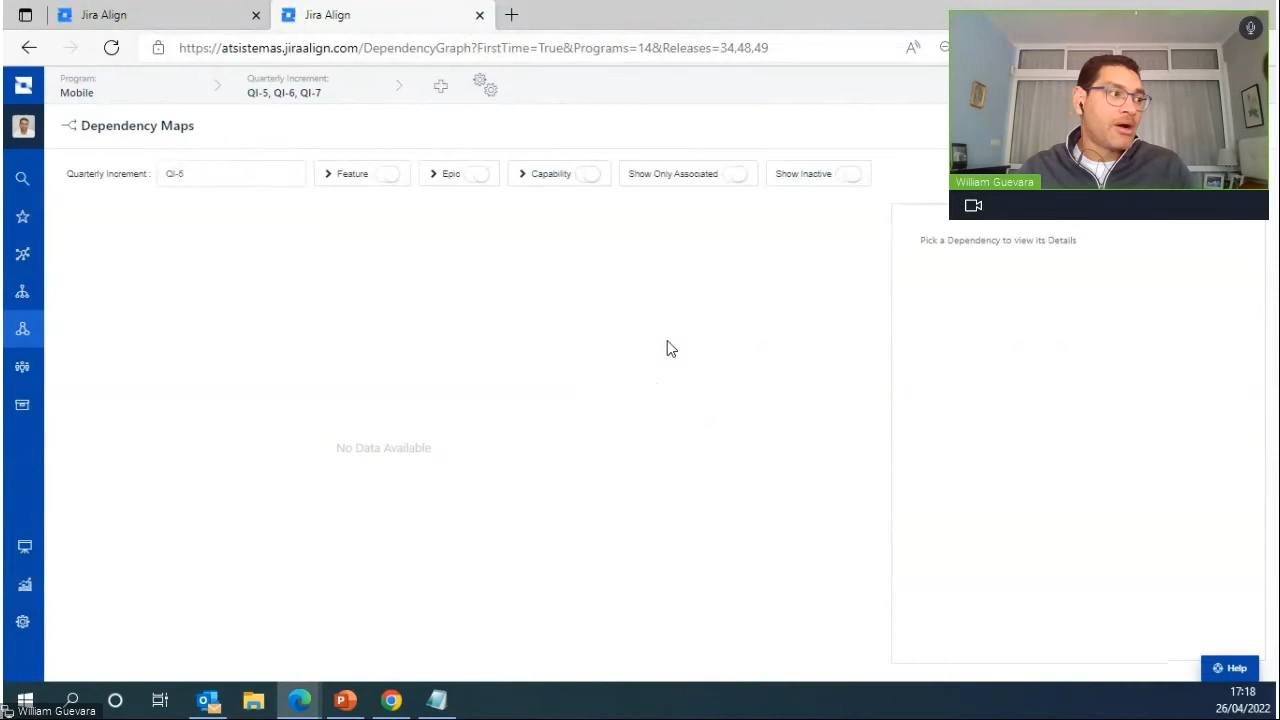 Jira Align
Jira Align
https://atsistemas.jiraalign.com/DependencyGraph?FirstTime=True&Programs=14&Releases=34,48,49
Program:
Mobile
Quarterly Increment:
QI-5, QI-6, QI-7
Dependency Maps
Quarterly Increment :
QI-5
Feature
Epic
Capability
Show Only Associated
Show Inactive
William Guevara
Pick a Dependency to view its Details
No Data Available
Help
17:18
26/04/2022
William Guevara